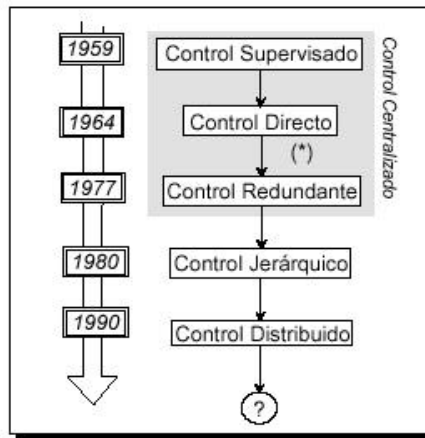 1959
Control Supervisado
Control Centralizado
1964
Control Directo
(*)
1977
Control Redundante
1980
Control Jerárquico
1990
Control Distribuido
?